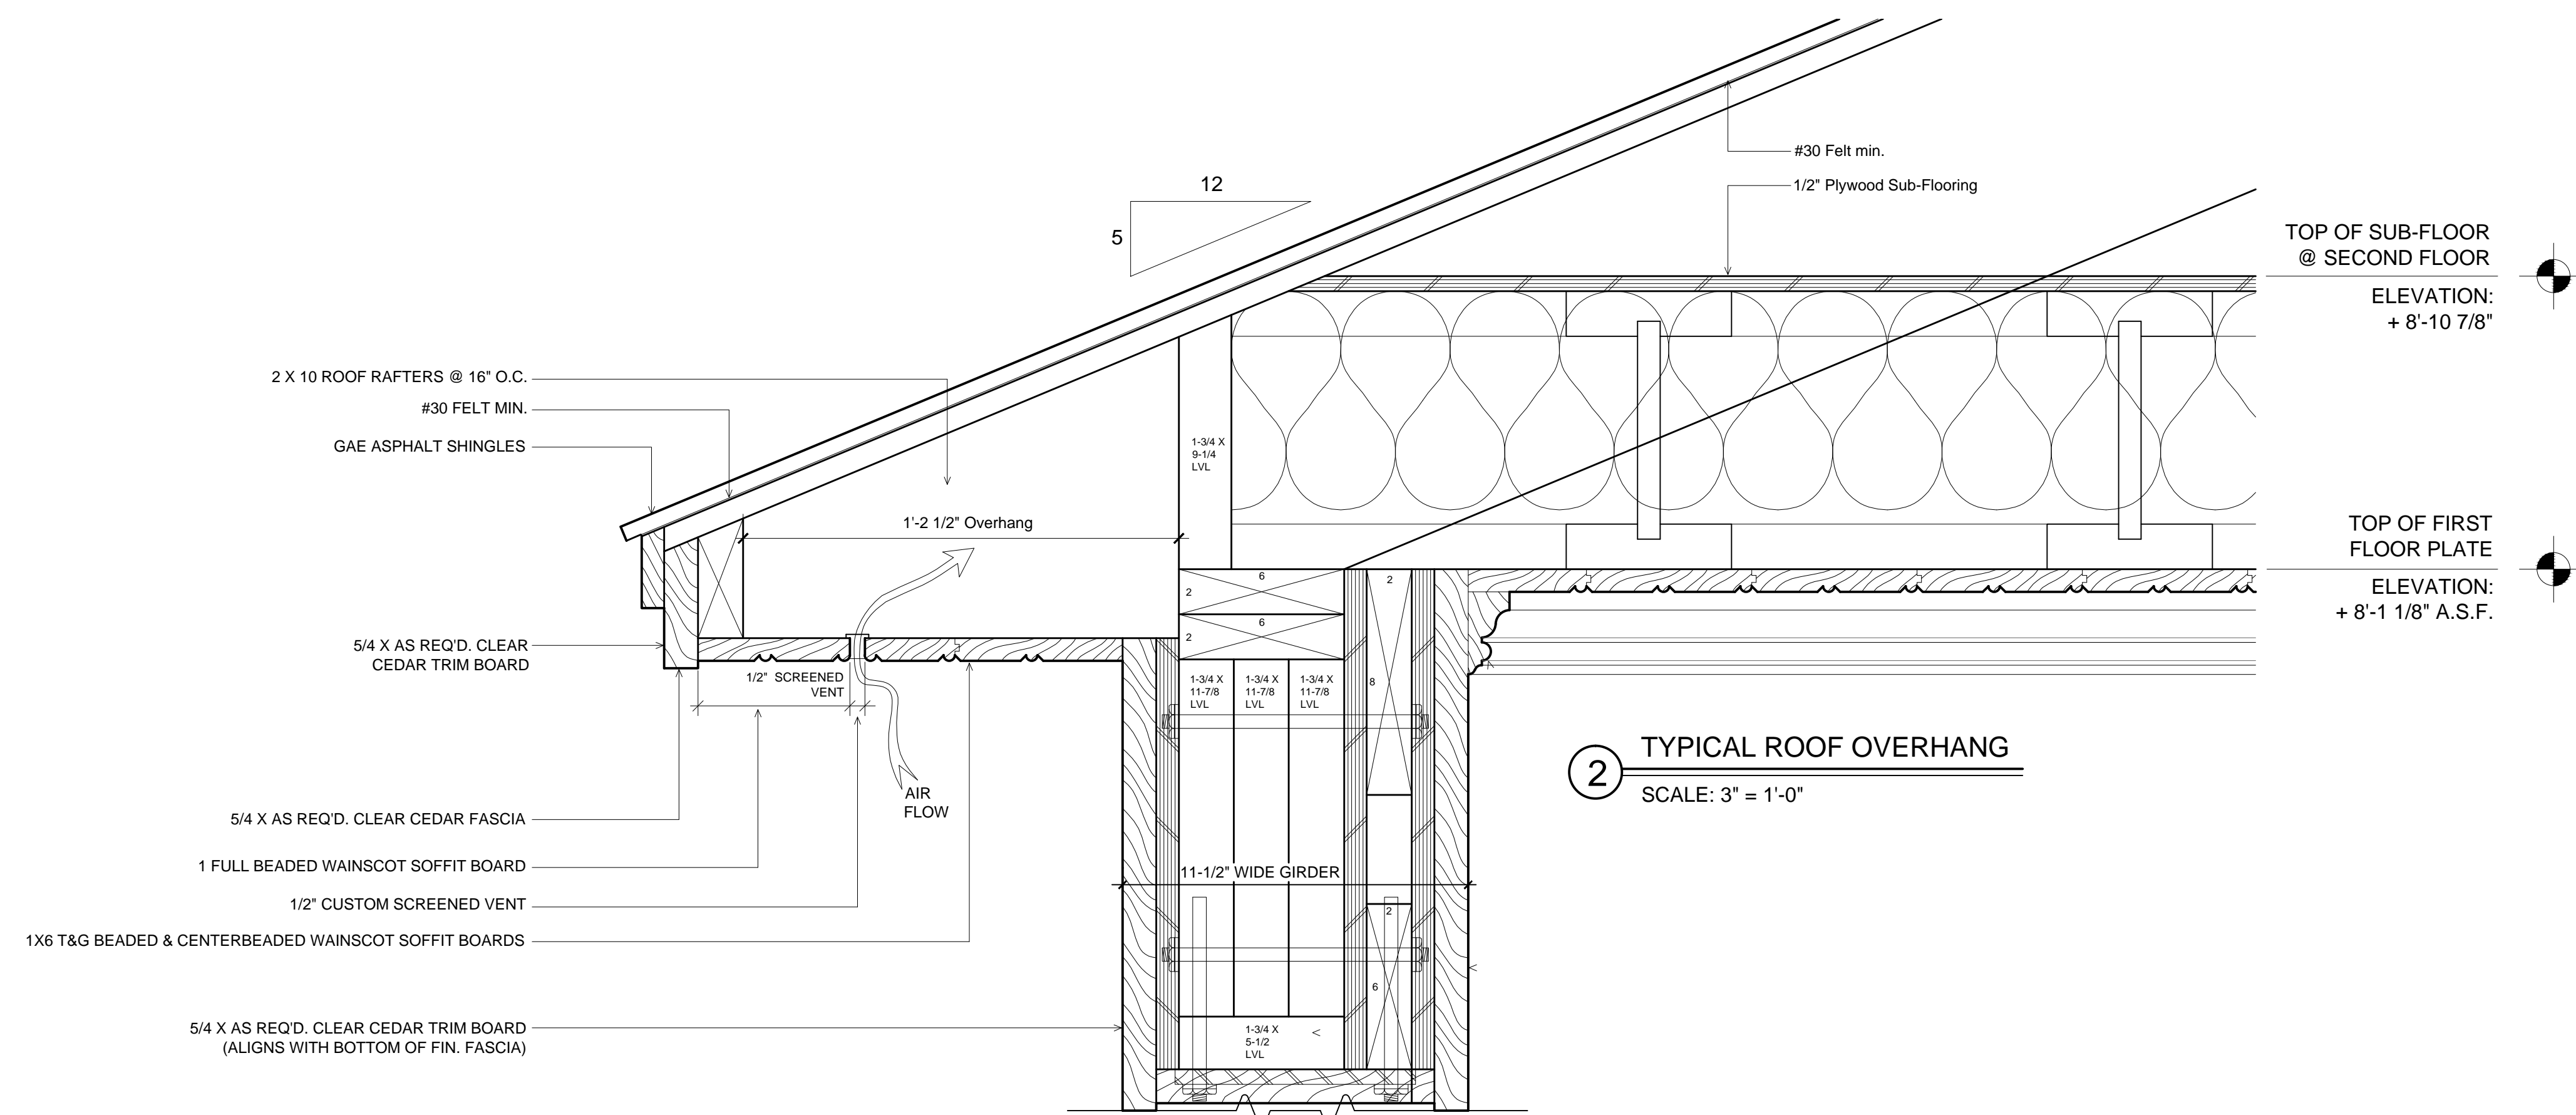 #30 Felt min.
1/2" Plywood Sub-Flooring
12
5
TOP OF SUB-FLOOR
@ SECOND FLOOR
ELEVATION:
+ 8'-10 7/8"
2 X 10 ROOF RAFTERS @ 16" O.C.
#30 FELT MIN.
GAE ASPHALT SHINGLES
1'-2 1/2" Overhang
1-3/4 X
9-1/4
LVL
TOP OF FIRST
FLOOR PLATE
ELEVATION:
+ 8'-1 1/8" A.S.F.
6
2
6
2
2
8
5/4 X AS REQ'D. CLEAR
CEDAR TRIM BOARD
1/2" SCREENED
VENT
1-3/4 X
11-7/8
LVL
1-3/4 X
11-7/8
LVL
1-3/4 X
11-7/8
LVL
AIR
FLOW
2
TYPICAL ROOF OVERHANG
SCALE: 3" = 1'-0"
5/4 X AS REQ'D. CLEAR CEDAR FASCIA
1 FULL BEADED WAINSCOT SOFFIT BOARD
11-1/2" WIDE GIRDER
1/2" CUSTOM SCREENED VENT
2
6
1X6 T&G BEADED & CENTERBEADED WAINSCOT SOFFIT BOARDS
5/4 X AS REQ'D. CLEAR CEDAR TRIM BOARD
(ALIGNS WITH BOTTOM OF FIN. FASCIA)
1-3/4 X
5-1/2
LVL